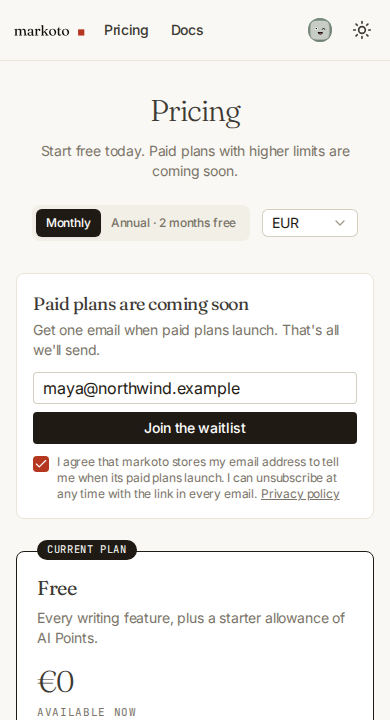 markoto
Pricing
Docs
Pricing
Start free today. Paid plans with higher limits are
coming soon.
Monthly
Annual · 2 months free
EUR
Paid plans are coming soon
Get one email when paid plans launch. That's all
we'll send.
maya@northwind.example
Join the waitlist
I agree that markoto stores my email address to tell
me when its paid plans launch. I can unsubscribe at
any time with the link in every email. Privacy policy
CURRENT PLAN
Free
Every writing feature, plus a starter allowance of
AI Points.
€0
AVAILABLE NOW